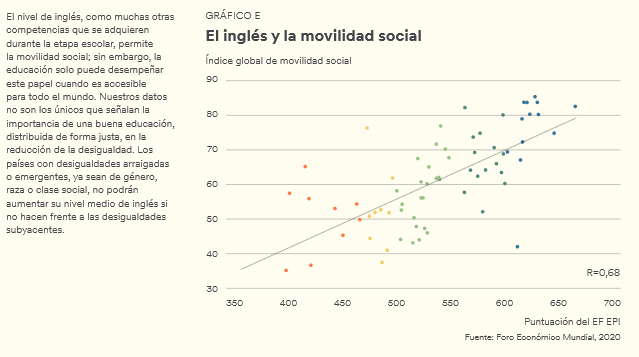 El nivel de inglés, como muchas otras
competencias que se adquieren
durante la etapa escolar, permite
la movilidad social; sin embargo, la
educación solo puede desempeñar
este papel cuando es accesible
para todo el mundo. Nuestros datos
no son los únicos que señalan la
importancia de una buena educación,
distribuida de forma justa, en la
reducción de la desigualdad. Los
países con desigualdades arraigadas
o emergentes, ya sean de género,
raza o clase social, no podrán
aumentar su nivel medio de inglés si
no hacen frente a las desigualdades
subyacentes.
GRÁFICO E
El inglés y la movilidad social
Índice global de movilidad social
90
80
70
60
50
40
30
R=0,68
350 400 450 500 550 600 650 700
Puntuación del EF EPI
Fuente: Foro Económico Mundial, 2020